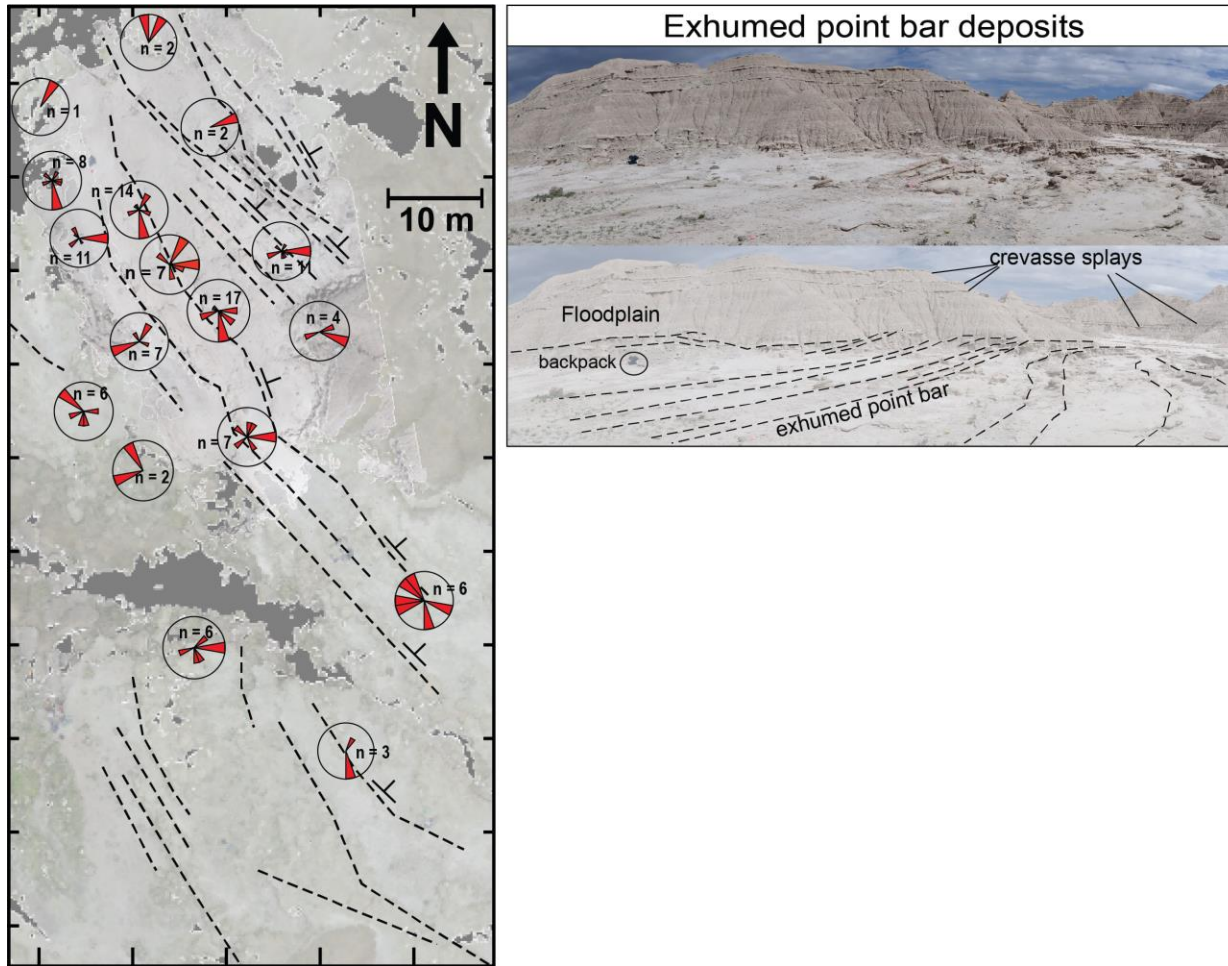 n = 2
N
n = 1
n = 2
10 m
n = 8
n = 14
n = 11
n = 7
n = 11
n = 17
n = 4
n = 7
n = 6
n = 7
n = 2
n = 6
n = 6
n = 3
Exhumed point bar deposits
crevasse splays
Floodplain
backpack
exhumed point bar